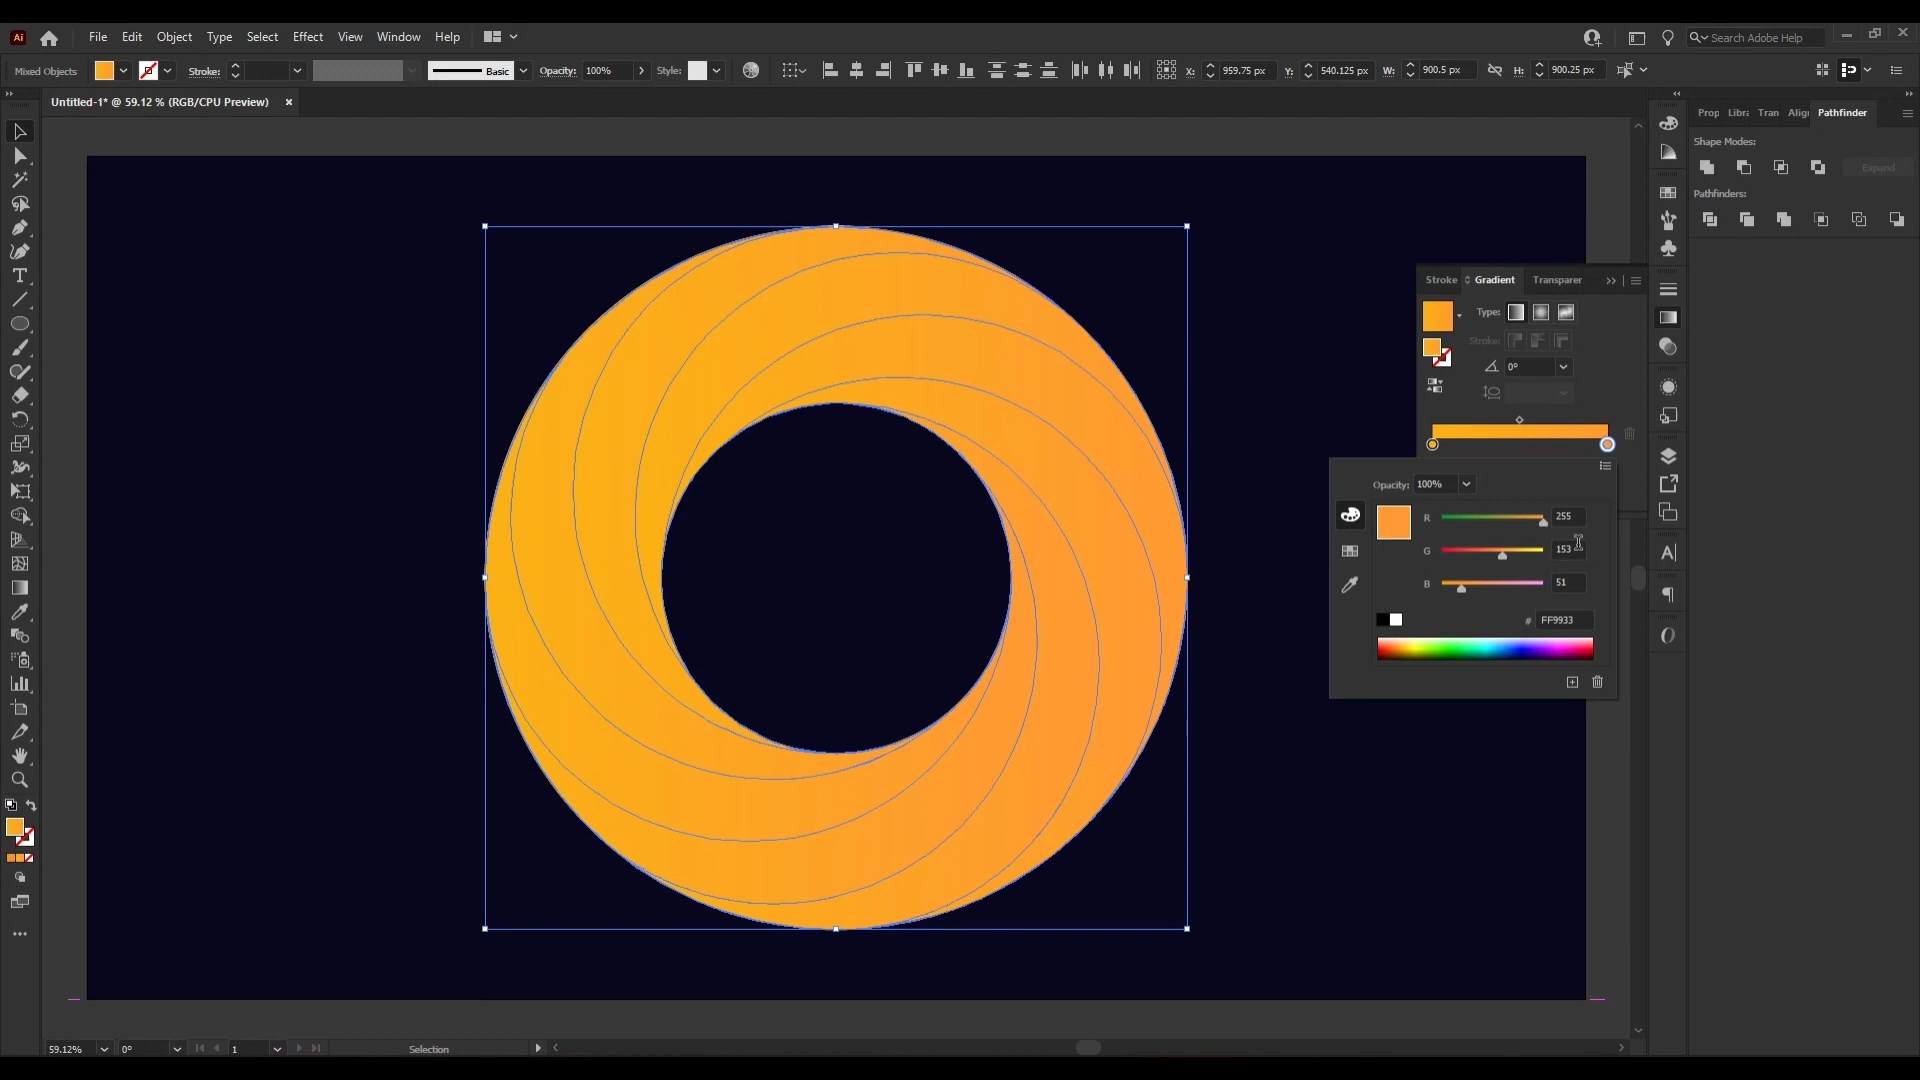 Ai File Edit Object Type Select Effect View Window Help Search Adobe Help
Mixed Objects Stroke: Basic Opacity: 100% Style: X: 959.75 px Y: 540.125 px W: 900.5 px H: 900.25 px
Untitled-1* @ 59.12 % (RGB/CPU Preview) ×
Prop Libra Tran Aligı Pathfinder
Shape Modes:
Expand
Pathfinders:
Stroke Gradient Transparer
Type:
Stroke:
0°
Opacity: 100%
R 255
G 153
B 51
# FF9933
59.12% 0° 1 Selection